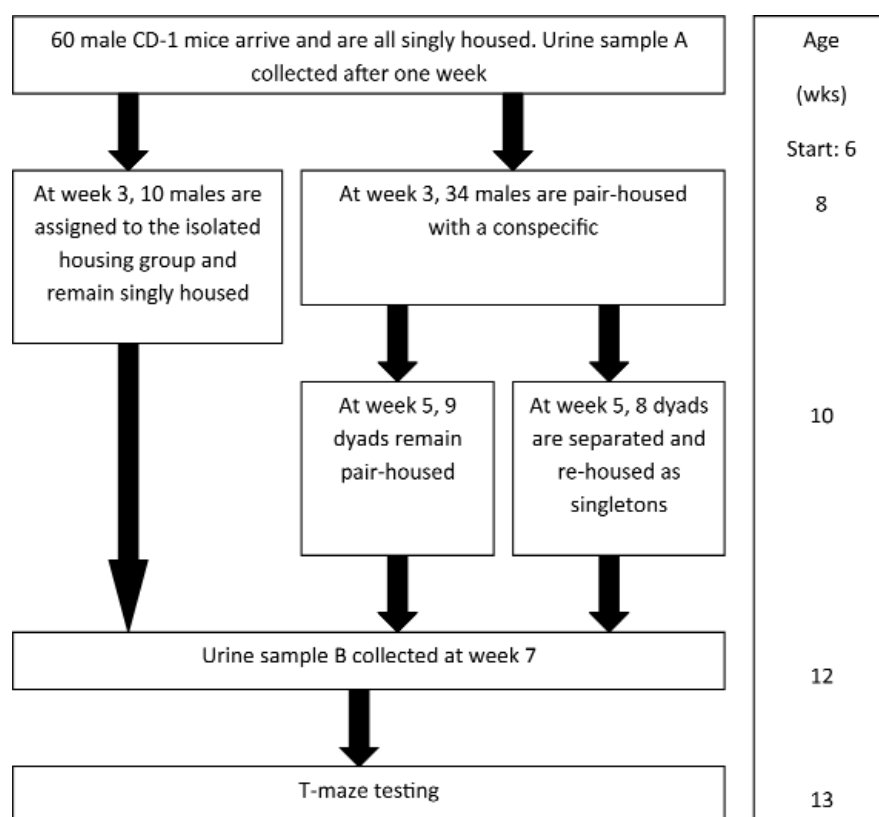 60 male CD-1 mice arrive and are all singly housed. Urine sample A
collected after one week
Age
(wks)
Start: 6
At week 3, 10 males are
assigned to the isolated
housing group and
remain singly housed
At week 3, 34 males are pair-housed
with a conspecific
8
At week 5, 9
dyads remain
pair-housed
At week 5, 8 dyads
are separated and
re-housed as
singletons
10
Urine sample B collected at week 7
12
T-maze testing
13